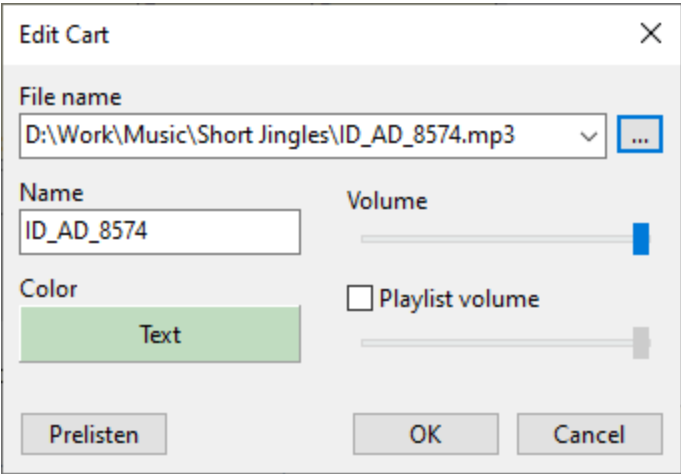 Edit Cart
File name
D:\Work\Music\Short Jingles\ID_AD_8574.mp3
...
Name
Volume
ID_AD_8574
Color
Playlist volume
Text
Prelisten
OK
Cancel